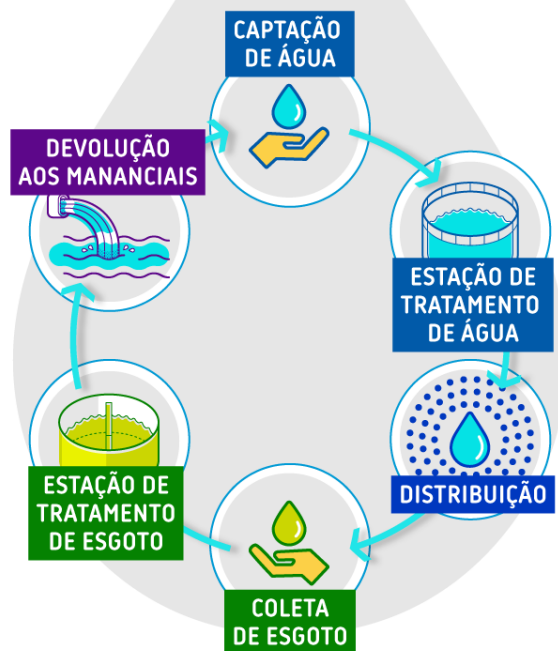 CAPTAÇÃO
DE ÁGUA
ESTAÇÃO DE
TRATAMENTO
DE ÁGUA
DISTRIBUIÇÃO
COLETA
DE ESGOTO
ESTAÇÃO DE
TRATAMENTO
DE ESGOTO
DEVOLUÇÃO
AOS MANANCIAIS